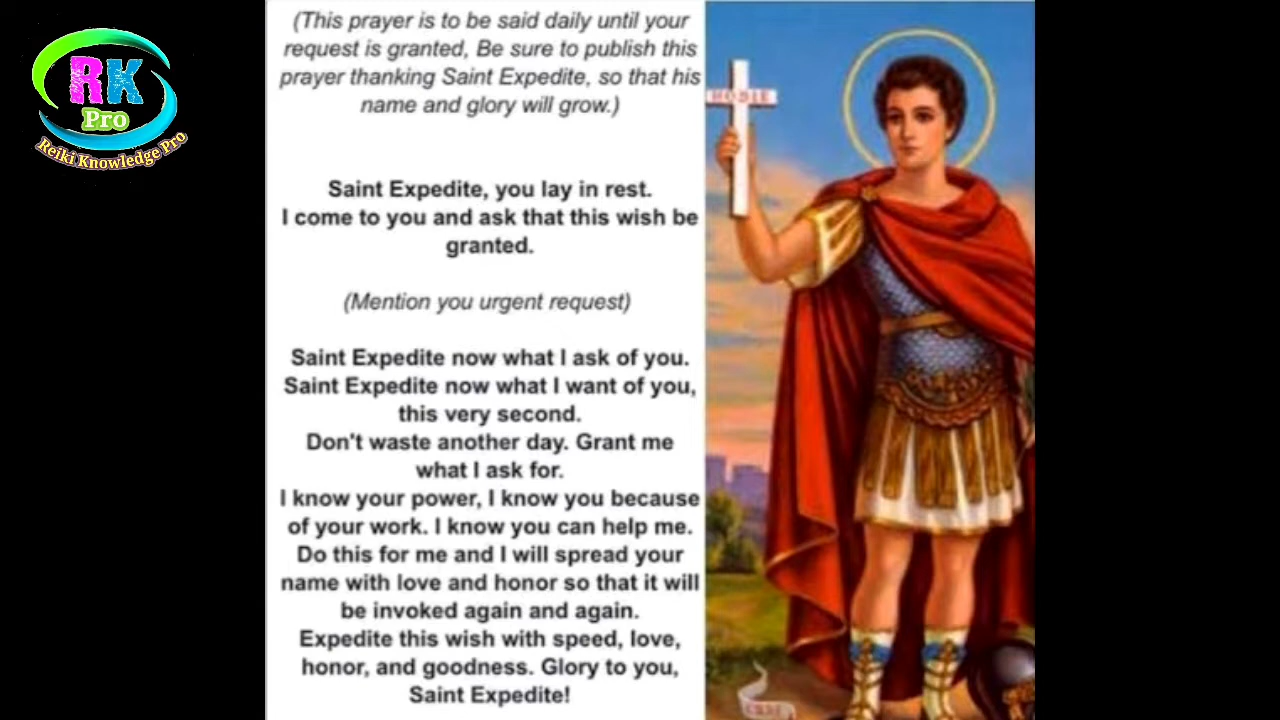 RK
Pro
Reiki Knowledge Pro
(This prayer is to be said daily until your
request is granted, Be sure to publish this
prayer thanking Saint Expedite, so that his
name and glory will grow.)
Saint Expedite, you lay in rest.
I come to you and ask that this wish be
granted.
(Mention you urgent request)
Saint Expedite now what I ask of you.
Saint Expedite now what I want of you,
this very second.
Don't waste another day. Grant me
what I ask for.
I know your power, I know you because
of your work. I know you can help me.
Do this for me and I will spread your
name with love and honor so that it will
be invoked again and again.
Expedite this wish with speed, love,
honor, and goodness. Glory to you,
Saint Expedite!
HODIE